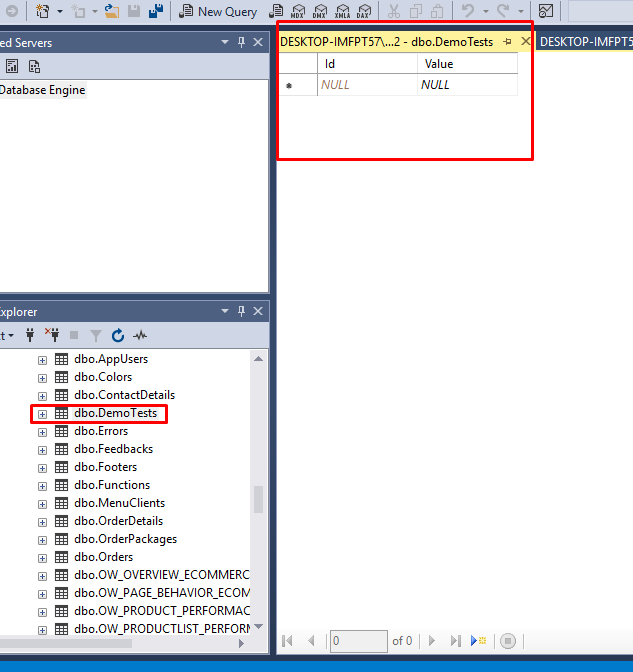 New Query
MDX DMX XMLA DAX
ed Servers
Database Engine
DESKTOP-IMFPT57\...2 - dbo.DemoTests
DESKTOP-IMFPT5
Id Value
NULL NULL
Explorer
t
dbo.AppUsers
dbo.Colors
dbo.ContactDetails
dbo.DemoTests
dbo.Errors
dbo.Feedbacks
dbo.Footers
dbo.Functions
dbo.MenuClients
dbo.OrderDetails
dbo.OrderPackages
dbo.Orders
dbo.OW_OVERVIEW_ECOMMERC
dbo.OW_PAGE_BEHAVIOR_ECOM
dbo.OW_PRODUCT_PERFORMAC
dbo.OW_PRODUCTLIST_PERFORM
0 of 0